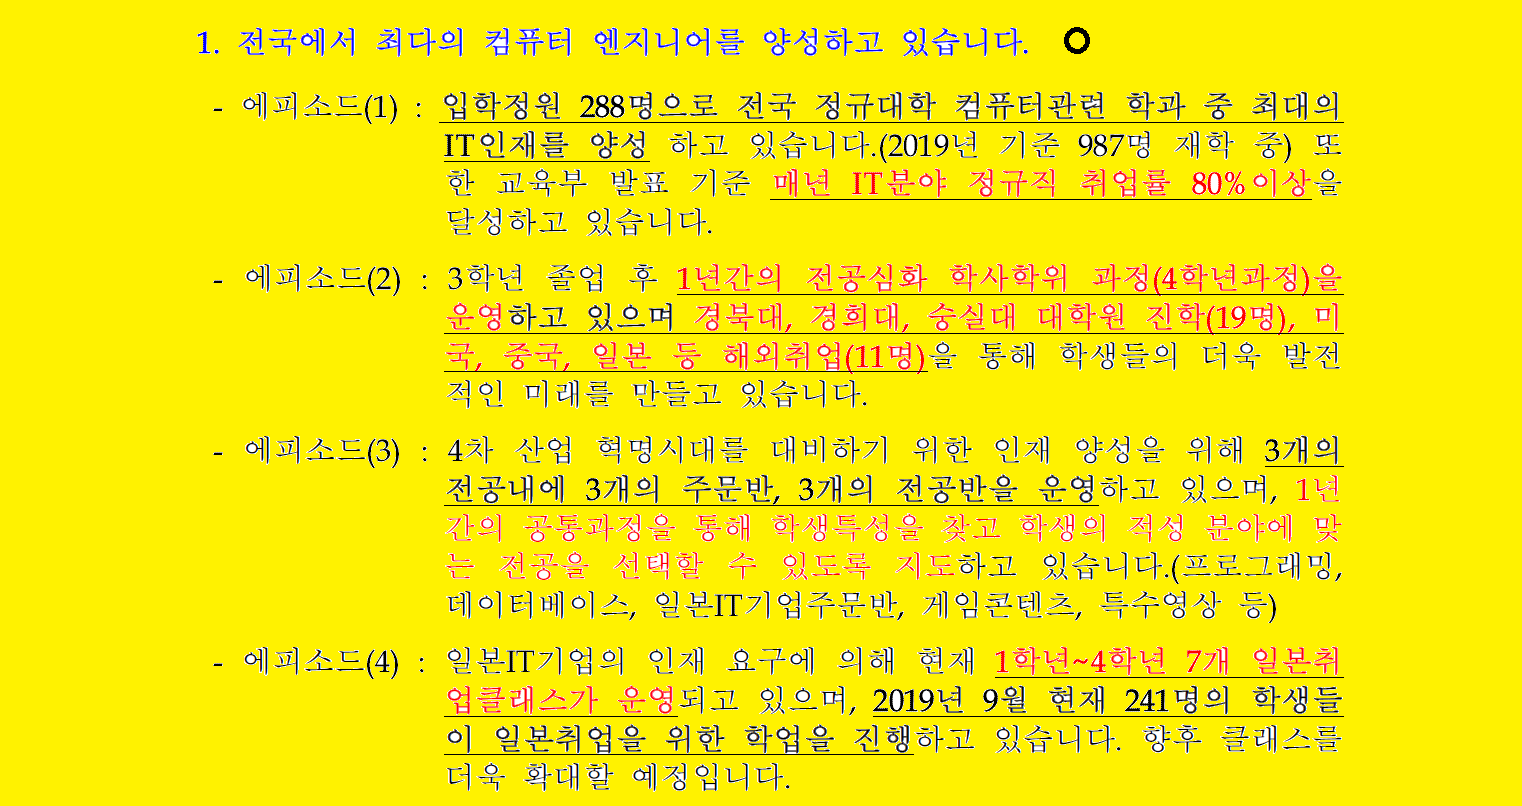 1. 전국에서 최다의 컴퓨터 엔지니어를 양성하고 있습니다.
- 에피소드(1) : 입학정원 288명으로 전국 정규대학 컴퓨터관련 학과 중 최대의
IT인재를 양성 하고 있습니다.(2019년 기준 987명 재학 중) 또
한 교육부 발표 기준 매년 IT분야 정규직 취업률 80%이상을
달성하고 있습니다.
- 에피소드(2) : 3학년 졸업 후 1년간의 전공심화 학사학위 과정(4학년과정)을
운영하고 있으며 경북대, 경희대, 숭실대 대학원 진학(19명), 미
국, 중국, 일본 등 해외취업(11명)을 통해 학생들의 더욱 발전
적인 미래를 만들고 있습니다.
- 에피소드(3) : 4차 산업 혁명시대를 대비하기 위한 인재 양성을 위해 3개의
전공내에 3개의 주문반, 3개의 전공반을 운영하고 있으며, 1년
간의 공통과정을 통해 학생특성을 찾고 학생의 적성 분야에 맞
는 전공을 선택할 수 있도록 지도하고 있습니다.(프로그래밍,
데이터베이스, 일본IT기업주문반, 게임콘텐츠, 특수영상 등)
- 에피소드(4) : 일본IT기업의 인재 요구에 의해 현재 1학년~4학년 7개 일본취
업클래스가 운영되고 있으며, 2019년 9월 현재 241명의 학생들
이 일본취업을 위한 학업을 진행하고 있습니다. 향후 클래스를
더욱 확대할 예정입니다.